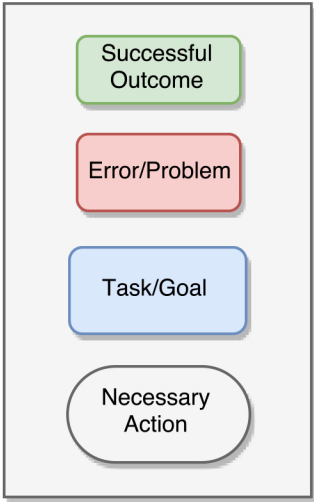 Successful
Outcome
Error/Problem
Task/Goal
Necessary
Action